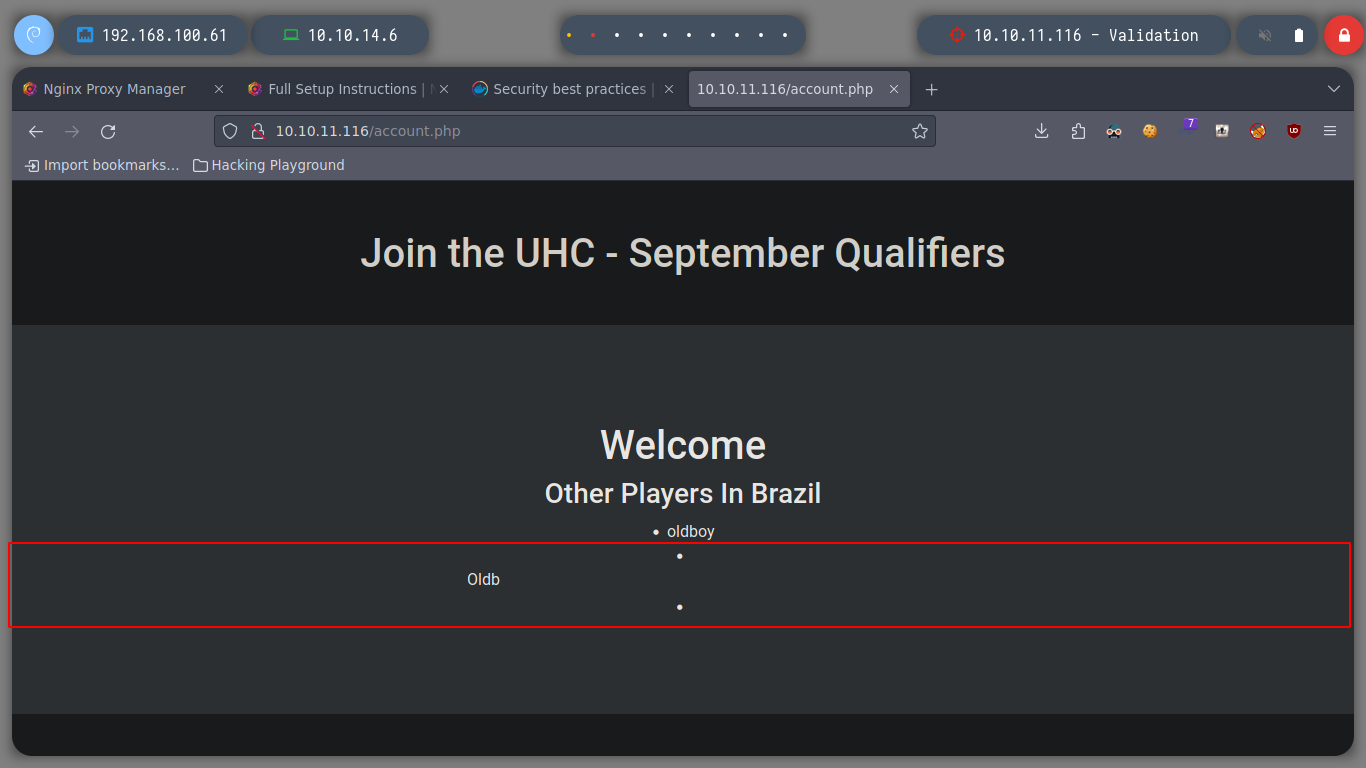 192.168.100.61
10.10.14.6
10.10.11.116 - Validation
Nginx Proxy Manager
Full Setup Instructions |
Security best practices |
10.10.11.116/account.php
10.10.11.116/account.php
7
Import bookmarks...
Hacking Playground
Join the UHC - September Qualifiers
Welcome
Other Players In Brazil
• oldboy
•
Oldb
•